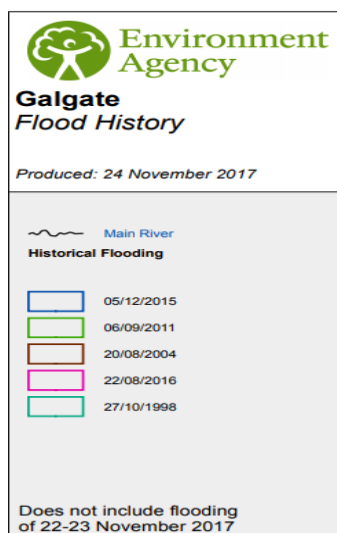 Environment
Agency
Galgate
Flood History
Produced: 24 November 2017
Main River
Historical Flooding
05/12/2015
06/09/2011
20/08/2004
22/08/2016
27/10/1998
Does not include flooding
of 22-23 November 2017